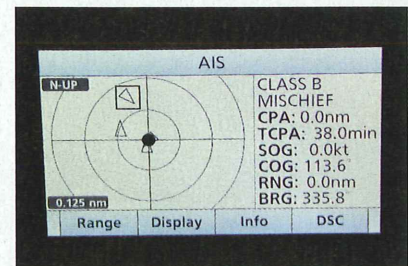 AIS
N-UP
CLASS B
MISCHIEF
CPA: 0.0nm
TCPA: 38.0min
SOG: 0.0kt
COG: 113.6°
RNG: 0.0nm
BRG: 335.8°
0.125 nm
Range Display Info DSC